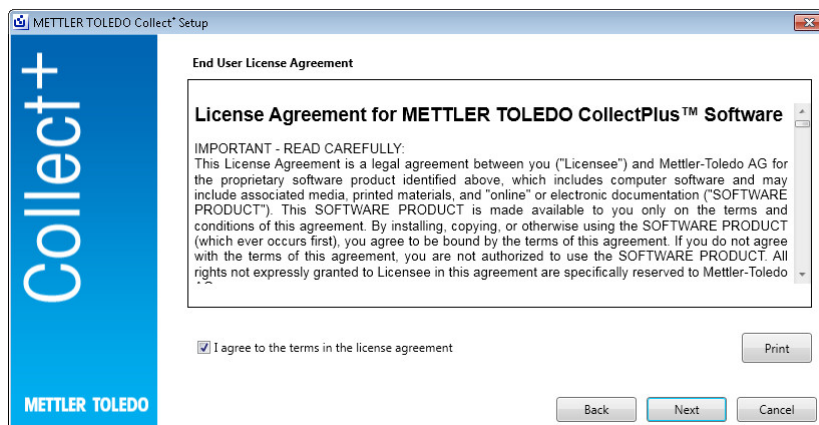 METTLER TOLEDO Collect+ Setup
Collect+
METTLER TOLEDO
End User License Agreement
License Agreement for METTLER TOLEDO CollectPlus™ Software
IMPORTANT - READ CAREFULLY:
This License Agreement is a legal agreement between you ("Licensee") and Mettler-Toledo AG for
the proprietary software product identified above, which includes computer software and may
include associated media, printed materials, and "online" or electronic documentation ("SOFTWARE
PRODUCT"). This SOFTWARE PRODUCT is made available to you only on the terms and
conditions of this agreement. By installing, copying, or otherwise using the SOFTWARE PRODUCT
(which ever occurs first), you agree to be bound by the terms of this agreement. If you do not agree
with the terms of this agreement, you are not authorized to use the SOFTWARE PRODUCT. All
rights not expressly granted to Licensee in this agreement are specifically reserved to Mettler-Toledo
I agree to the terms in the license agreement
Print
Back
Next
Cancel